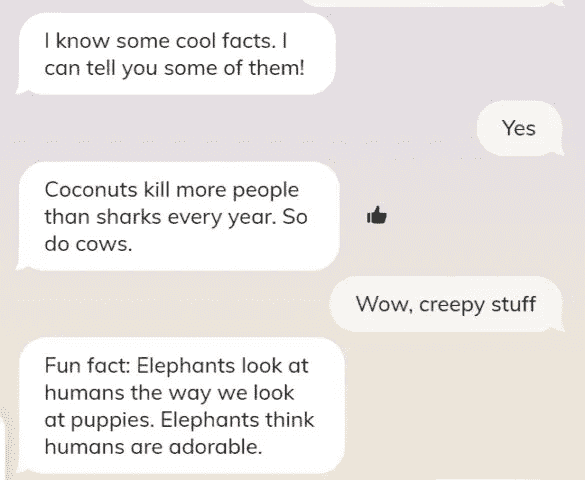 I know some cool facts. I
can tell you some of them!
Yes
Coconuts kill more people
than sharks every year. So
do cows.
Wow, creepy stuff
Fun fact: Elephants look at
humans the way we look
at puppies. Elephants think
humans are adorable.